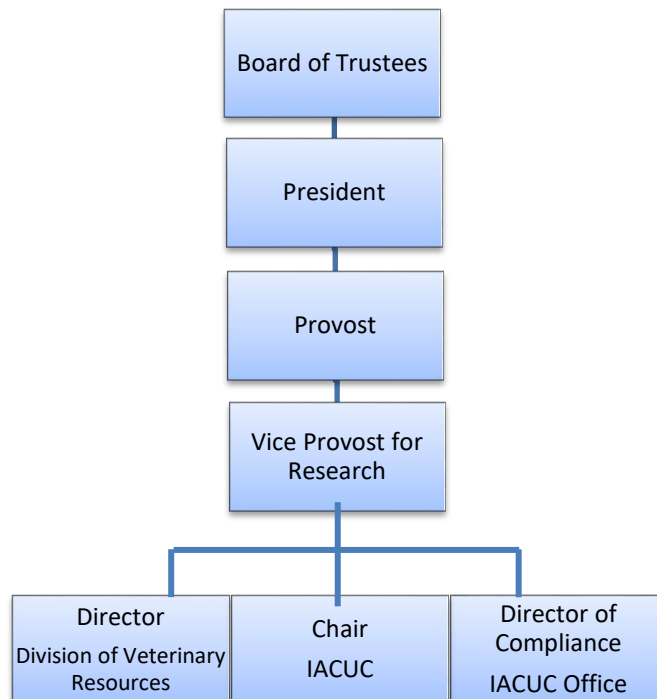 Board of Trustees
President
Provost
Vice Provost for
Research
Director
Division of Veterinary
Resources
Chair
IACUC
Director of
Compliance
IACUC Office